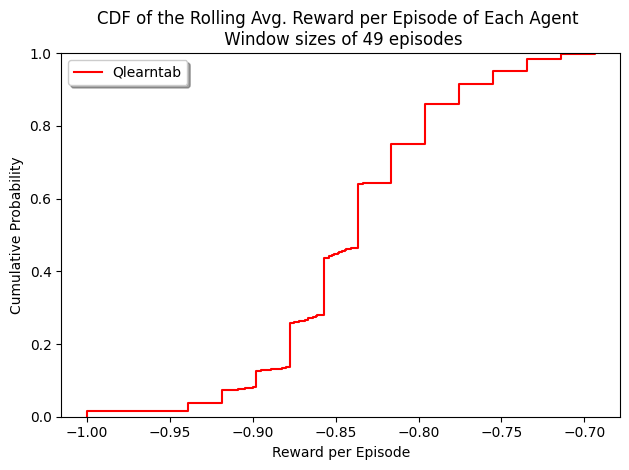 CDF of the Rolling Avg. Reward per Episode of Each Agent
Window sizes of 49 episodes
Qlearntab
Cumulative Probability
1.0
0.8
0.6
0.4
0.2
0.0
−1.00 −0.95 −0.90 −0.85 −0.80 −0.75 −0.70
Reward per Episode